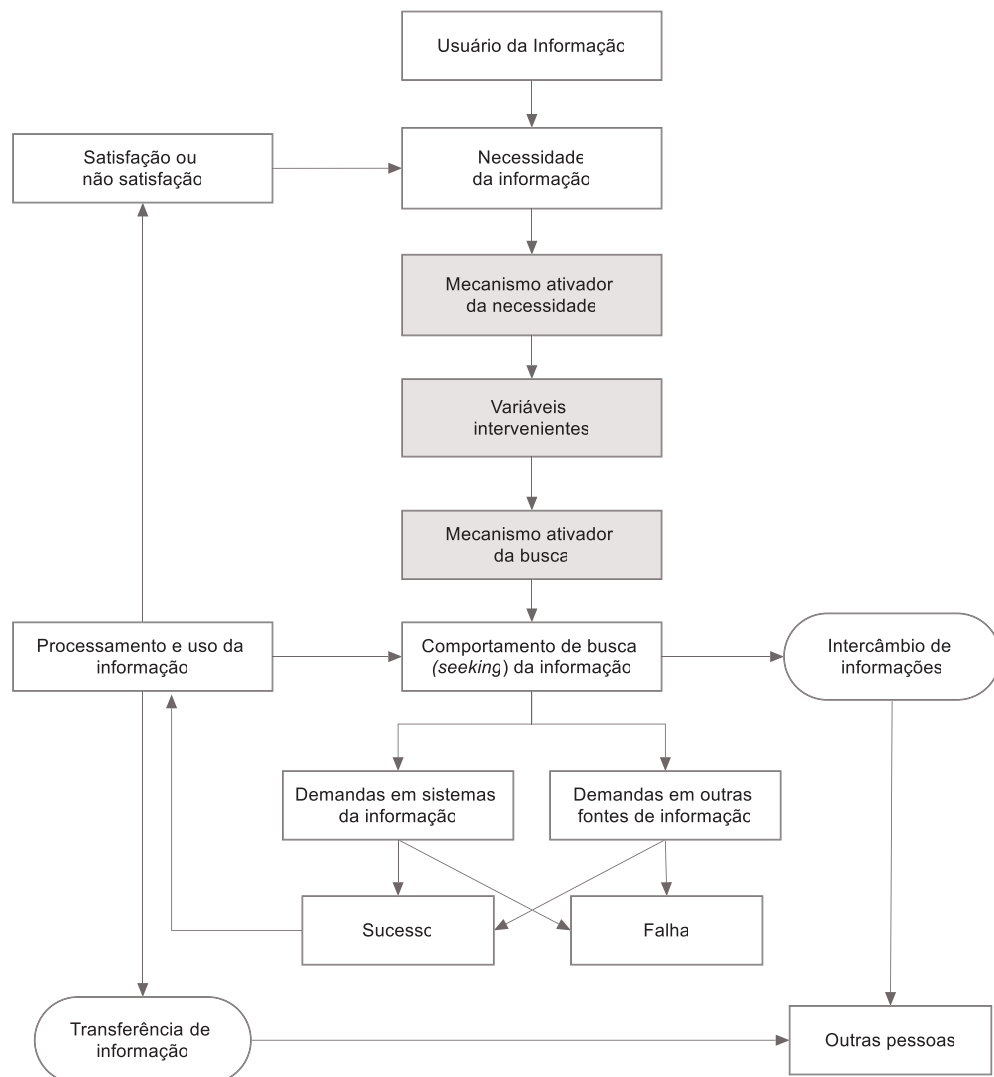 Usuário da Informação
Satisfação ou
não satisfação
Necessidade
da informação
Mecanismo ativador
da necessidade
Variáveis
intervenientes
Mecanismo ativador
da busca
Processamento e uso da
informação
Comportamento de busca
(seeking) da informação
Intercâmbio de
informações
Demandas em sistemas
da informação
Demandas em outras
fontes de informação
Sucesso
Falha
Transferência de
informação
Outras pessoas